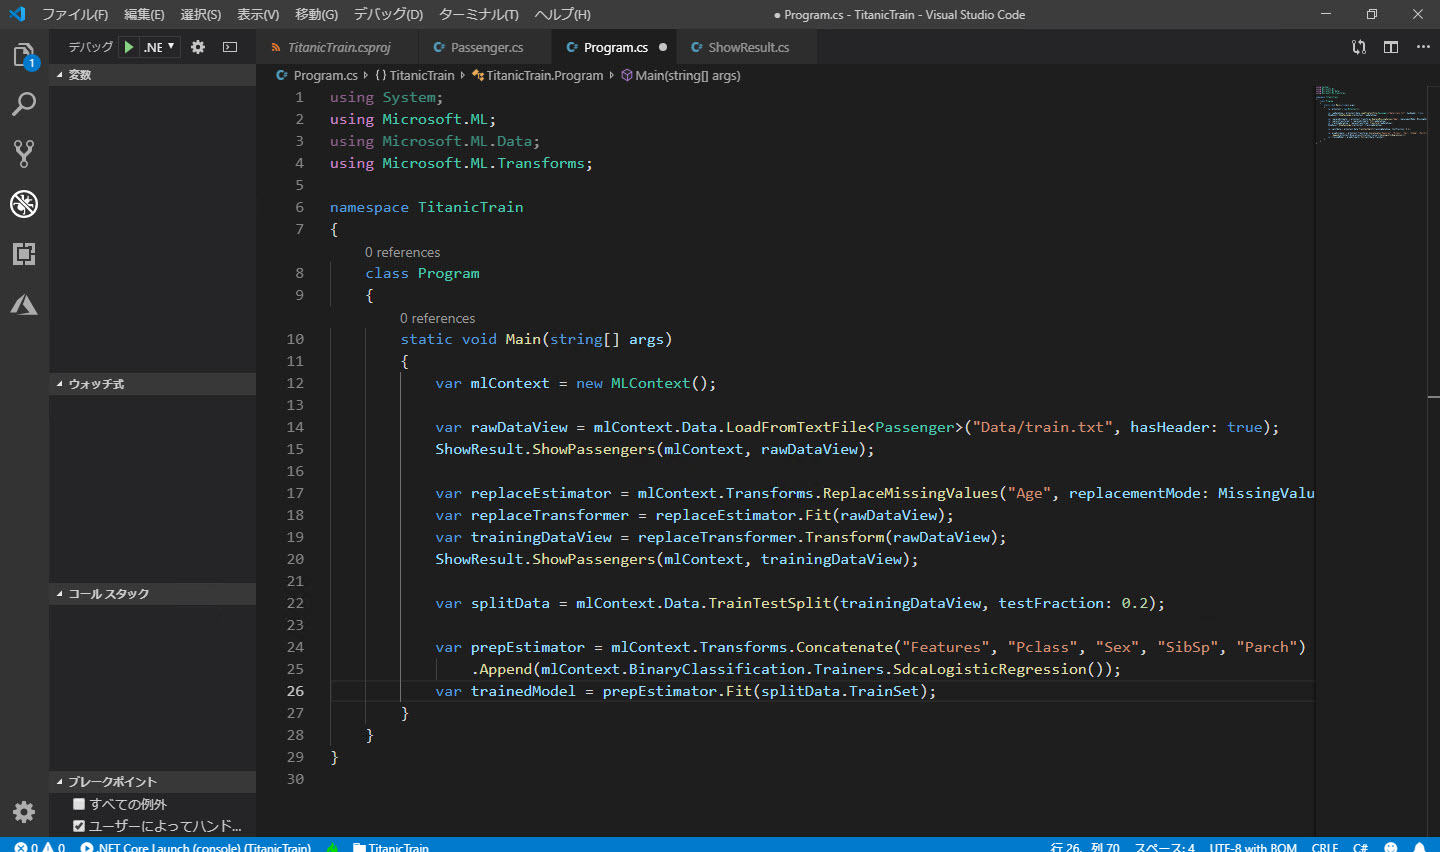 ファイル(F) 編集(E) 選択(S) 表示(V) 移動(G) デバッグ(D) ターミナル(T) ヘルプ(H) ● Program.cs - TitanicTrain - Visual Studio Code
デバッグ .NE
TitanicTrain.csproj Passenger.cs Program.cs ShowResult.cs
1
変数
ウォッチ式
コール スタック
ブレークポイント
すべての例外
ユーザーによってハンド...
Program.cs {} TitanicTrain TitanicTrain.Program Main(string[] args)
1 using System;
2 using Microsoft.ML;
3 using Microsoft.ML.Data;
4 using Microsoft.ML.Transforms;
5
6 namespace TitanicTrain
7 {
0 references
8 class Program
9 {
0 references
10 static void Main(string[] args)
11 {
12 var mlContext = new MLContext();
13
14 var rawDataView = mlContext.Data.LoadFromTextFile<Passenger>("Data/train.txt", hasHeader: true);
15 ShowResult.ShowPassengers(mlContext, rawDataView);
16
17 var replaceEstimator = mlContext.Transforms.ReplaceMissingValues("Age", replacementMode: MissingValu
18 var replaceTransformer = replaceEstimator.Fit(rawDataView);
19 var trainingDataView = replaceTransformer.Transform(rawDataView);
20 ShowResult.ShowPassengers(mlContext, trainingDataView);
21
22 var splitData = mlContext.Data.TrainTestSplit(trainingDataView, testFraction: 0.2);
23
24 var prepEstimator = mlContext.Transforms.Concatenate("Features", "Pclass", "Sex", "SibSp", "Parch")
25 .Append(mlContext.BinaryClassification.Trainers.SdcaLogisticRegression());
26 var trainedModel = prepEstimator.Fit(splitData.TrainSet);
27 }
28 }
29 }
30
0 0 .NET Core Launch (console) (TitanicTrain) TitanicTrain 行 26、列 70 スペース: 4 UTF-8 with BOM CRLF C#